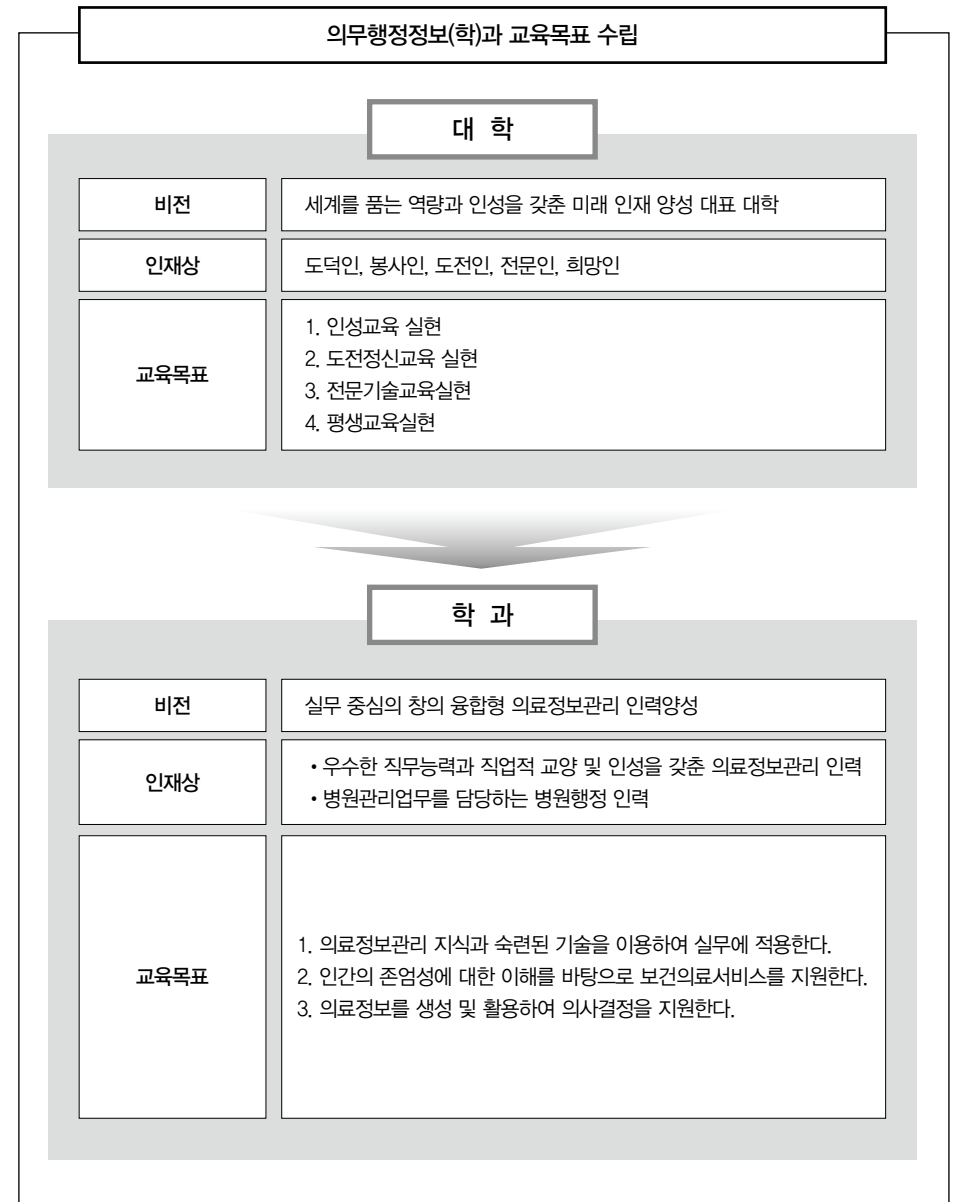 의무행정정보(학)과 교육목표 수립
대 학
비전
세계를 품는 역량과 인성을 갖춘 미래 인재 양성 대표 대학
인재상
도덕인, 봉사인, 도전인, 전문인, 희망인
교육목표
1. 인성교육 실현
2. 도전정신교육 실현
3. 전문기술교육실현
4. 평생교육실현
학 과
비전
실무 중심의 창의 융합형 의료정보관리 인력양성
인재상
•우수한 직무능력과 직업적 교양 및 인성을 갖춘 의료정보관리 인력
•병원관리업무를 담당하는 병원행정 인력
교육목표
1. 의료정보관리 지식과 숙련된 기술을 이용하여 실무에 적용한다.
2. 인간의 존엄성에 대한 이해를 바탕으로 보건의료서비스를 지원한다.
3. 의료정보를 생성 및 활용하여 의사결정을 지원한다.